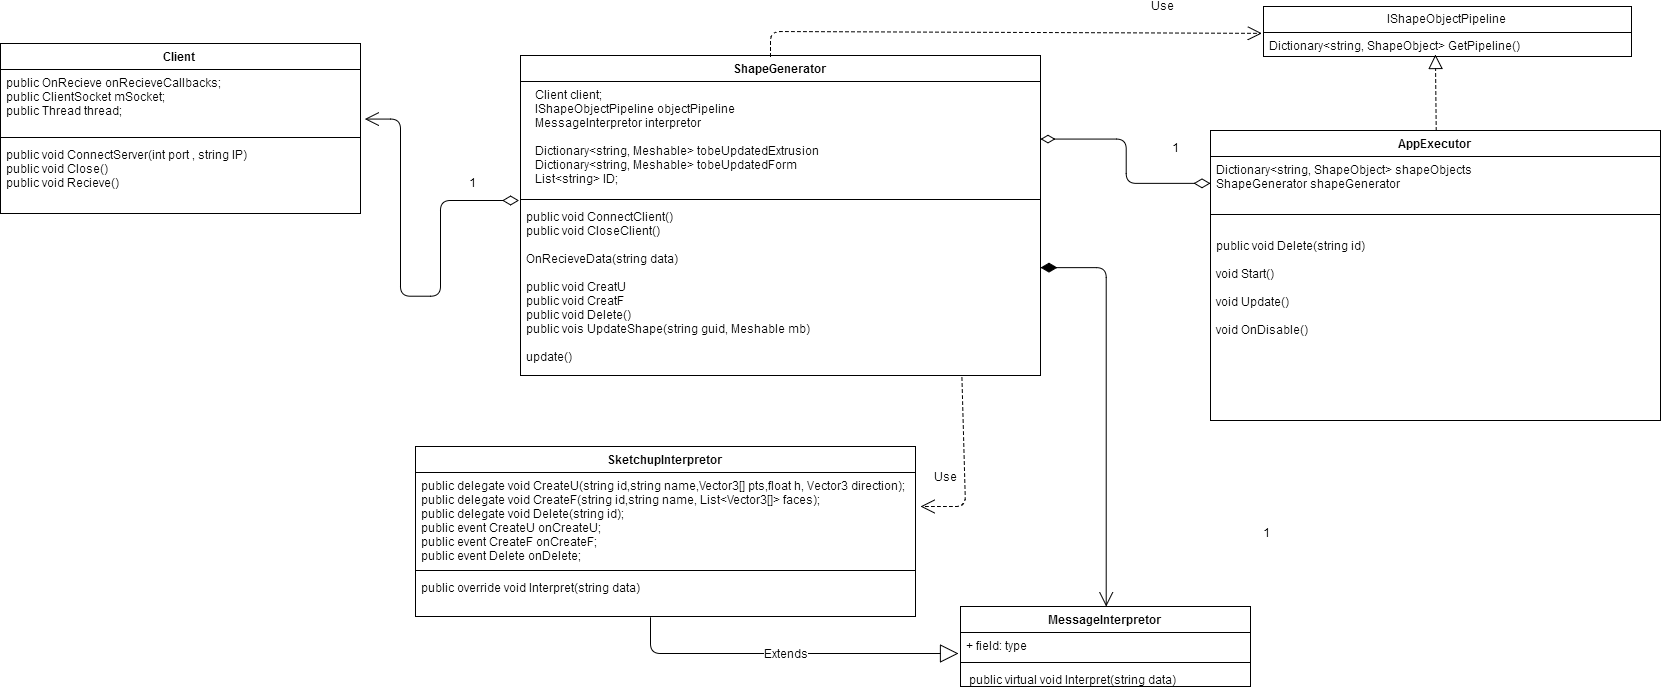 Use
IShapeObjectPipeline
Dictionary<string, ShapeObject> GetPipeline()
Client
public OnRecieve onRecieveCallbacks;
public ClientSocket mSocket;
public Thread thread;
public void ConnectServer(int port , string IP)
public void Close()
public void Recieve()
1
ShapeGenerator
Client client;
IShapeObjectPipeline objectPipeline
MessageInterpretor interpretor
Dictionary<string, Meshable> tobeUpdatedExtrusion
Dictionary<string, Meshable> tobeUpdatedForm
List<string> ID;
public void ConnectClient()
public void CloseClient()
OnRecieveData(string data)
public void CreatU
public void CreatF
public void Delete()
public vois UpdateShape(string guid, Meshable mb)
update()
1
AppExecutor
Dictionary<string, ShapeObject> shapeObjects
ShapeGenerator shapeGenerator
public void Delete(string id)
void Start()
void Update()
void OnDisable()
SketchupInterpretor
public delegate void CreateU(string id,string name,Vector3[] pts,float h, Vector3 direction);
public delegate void CreateF(string id,string name, List<Vector3[]> faces);
public delegate void Delete(string id);
public event CreateU onCreateU;
public event CreateF onCreateF;
public event Delete onDelete;
public override void Interpret(string data)
Use
1
Extends
MessageInterpretor
+ field: type
public virtual void Interpret(string data)